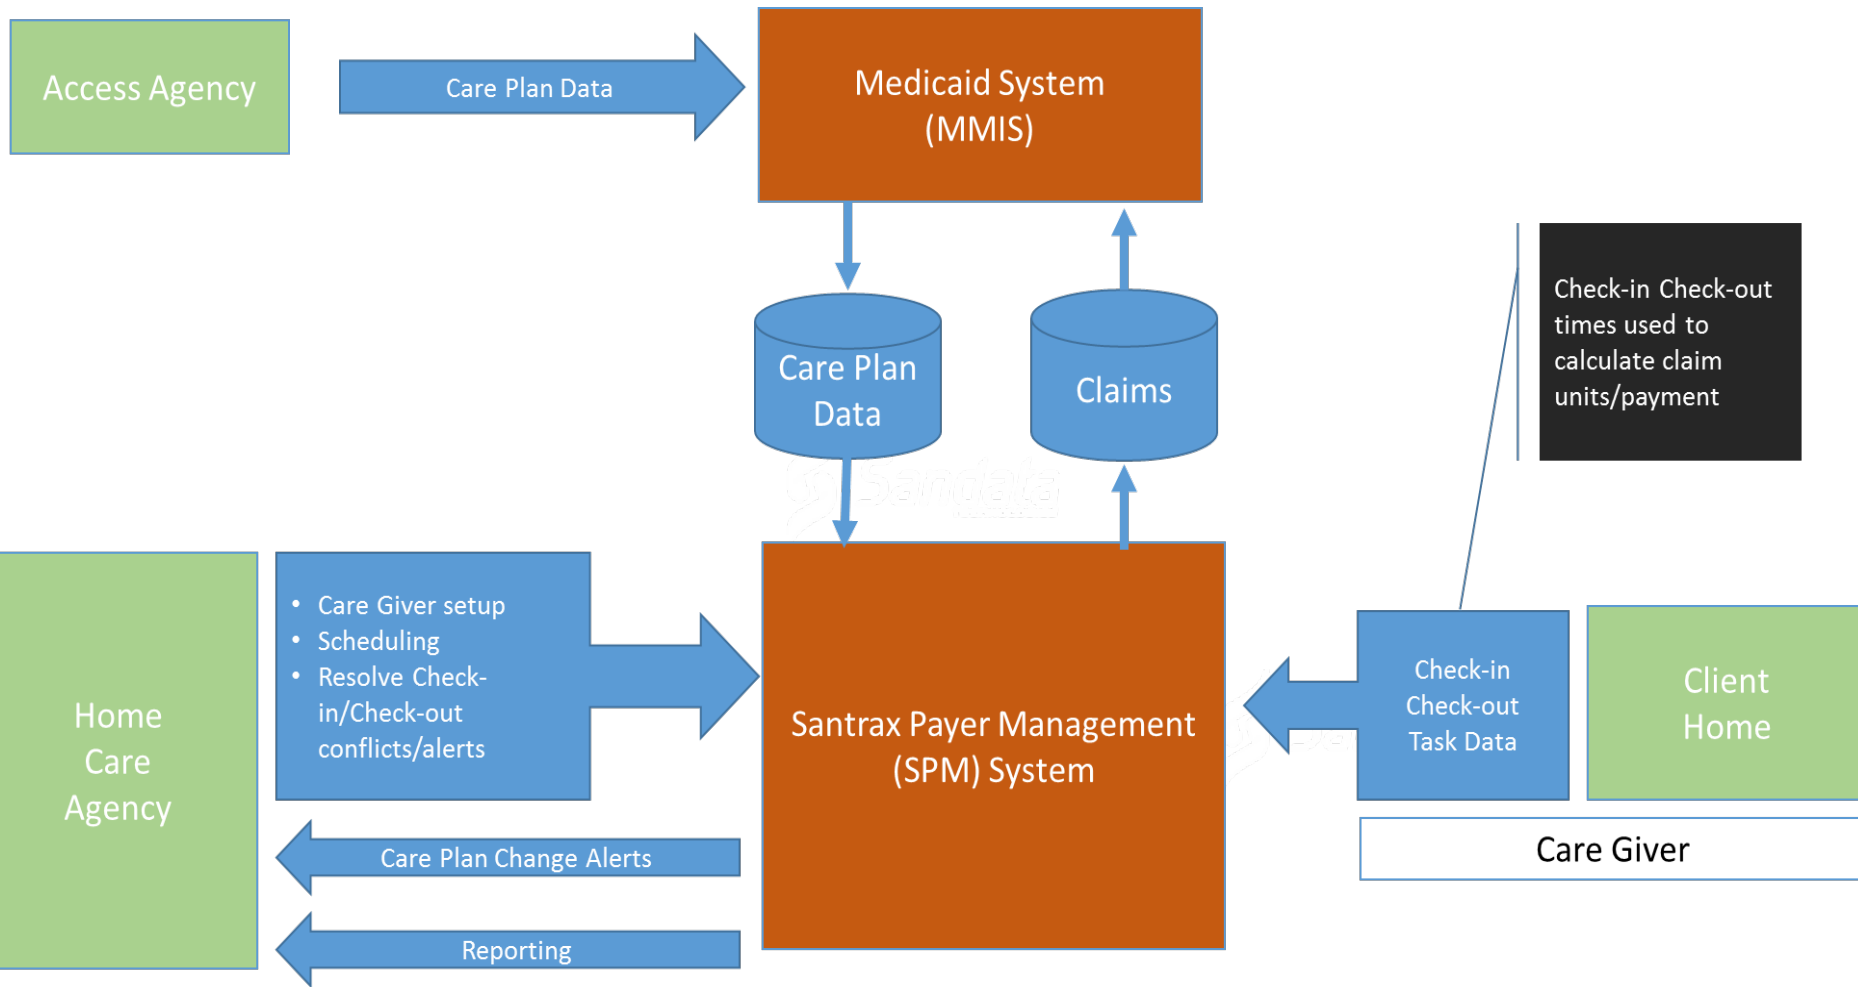 Access Agency
Care Plan Data
Medicaid System
(MMIS)
Check-in Check-out
times used to
calculate claim
units/payment
Care Plan
Data
Claims
Sandata
Home
Care
Agency
• Care Giver setup
• Scheduling
• Resolve Check-
in/Check-out
conflicts/alerts
Santrax Payer Management
(SPM) System
Check-in
Check-out
Task Data
Client
Home
Care Giver
Care Plan Change Alerts
Reporting